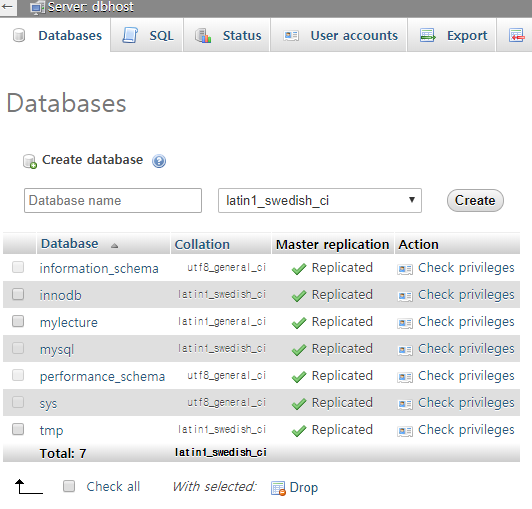 Server: dbhost
Databases SQL Status User accounts Export
Databases
Create database
Database name latin1_swedish_ci Create
Database Collation Master replication Action
information_schema utf8_general_ci Replicated Check privileges
innodb latin1_swedish_ci Replicated Check privileges
mylecture latin1_swedish_ci Replicated Check privileges
mysql latin1_swedish_ci Replicated Check privileges
performance_schema utf8_general_ci Replicated Check privileges
sys utf8_general_ci Replicated Check privileges
tmp latin1_swedish_ci Replicated Check privileges
Total: 7 latin1_swedish_ci
Check all With selected: Drop